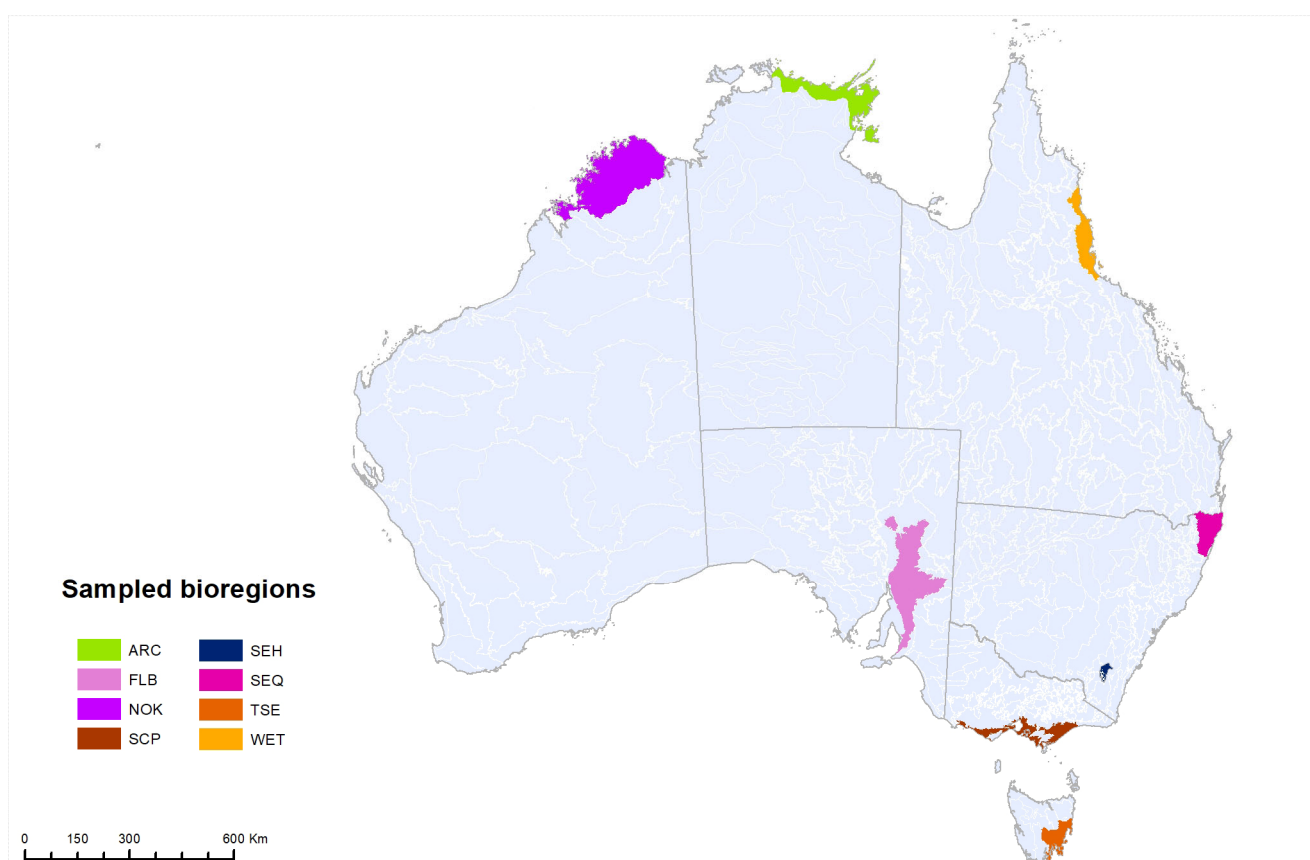 Sampled bioregions
ARC SEH
FLB SEQ
NOK TSE
SCP WET
0 150 300 600 Km